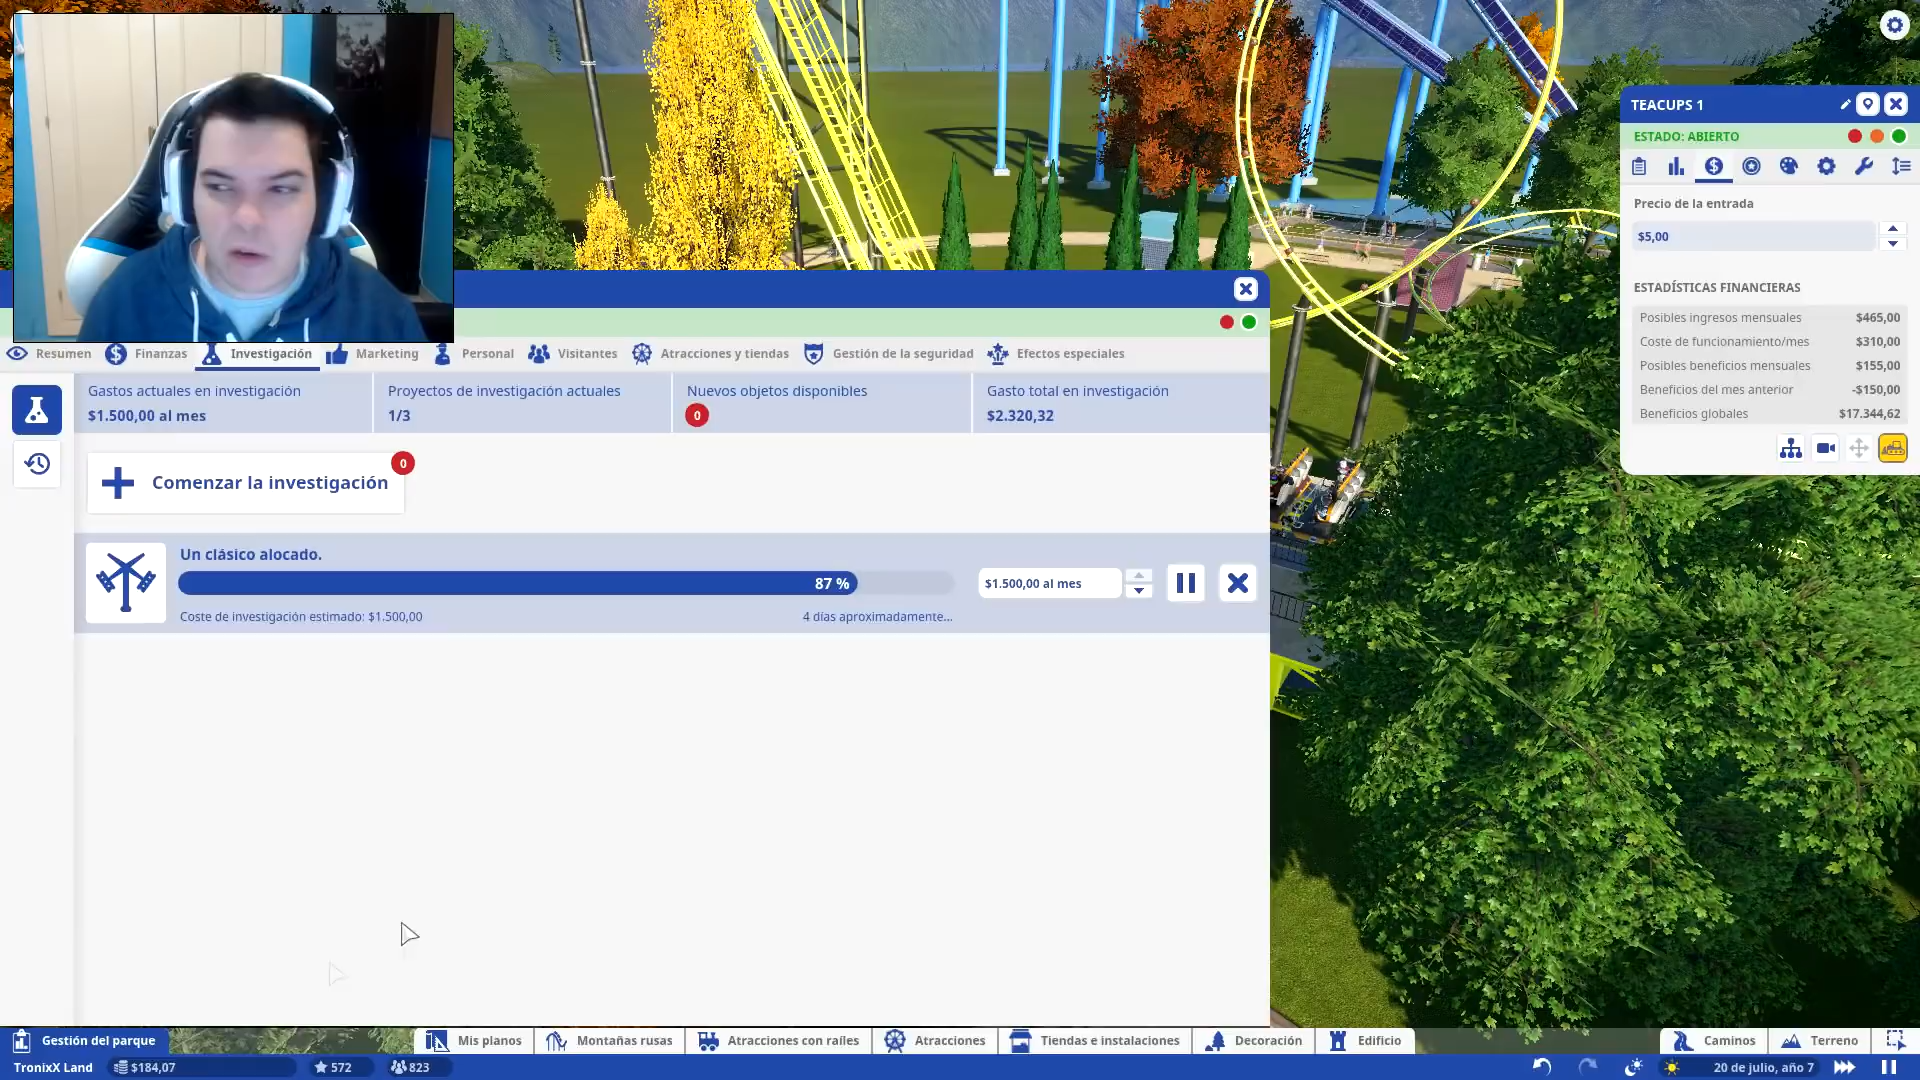 TEACUPS 1
ESTADO: ABIERTO
Precio de la entrada
$5,00
ESTADÍSTICAS FINANCIERAS
Posibles ingresos mensuales $465,00
Coste de funcionamiento/mes $310,00
Posibles beneficios mensuales $155,00
Beneficios del mes anterior -$150,00
Beneficios globales $17.344,62
Resumen Finanzas Investigación Marketing Personal Visitantes Atracciones y tiendas Gestión de la seguridad Efectos especiales
Gastos actuales en investigación
$1.500,00 al mes
Proyectos de investigación actuales
1/3
Nuevos objetos disponibles
0
Gasto total en investigación
$2.320,32
Comenzar la investigación
0
Un clásico alocado.
87 %
$1.500,00 al mes
Coste de investigación estimado: $1.500,00
4 días aproximadamente...
Gestión del parque Mis planos Montañas rusas Atracciones con raíles Atracciones Tiendas e instalaciones Decoración Edificio Caminos Terreno
TronixX Land $184,07 572 823 20 de julio, año 7